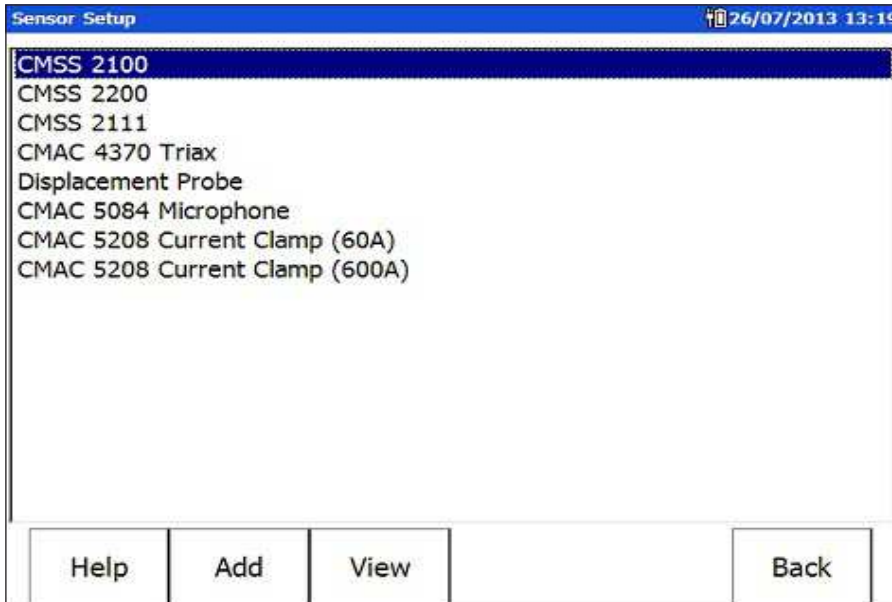 Sensor Setup 26/07/2013 13:19
CMSS 2100
CMSS 2200
CMSS 2111
CMAC 4370 Triax
Displacement Probe
CMAC 5084 Microphone
CMAC 5208 Current Clamp (60A)
CMAC 5208 Current Clamp (600A)
Help Add View Back